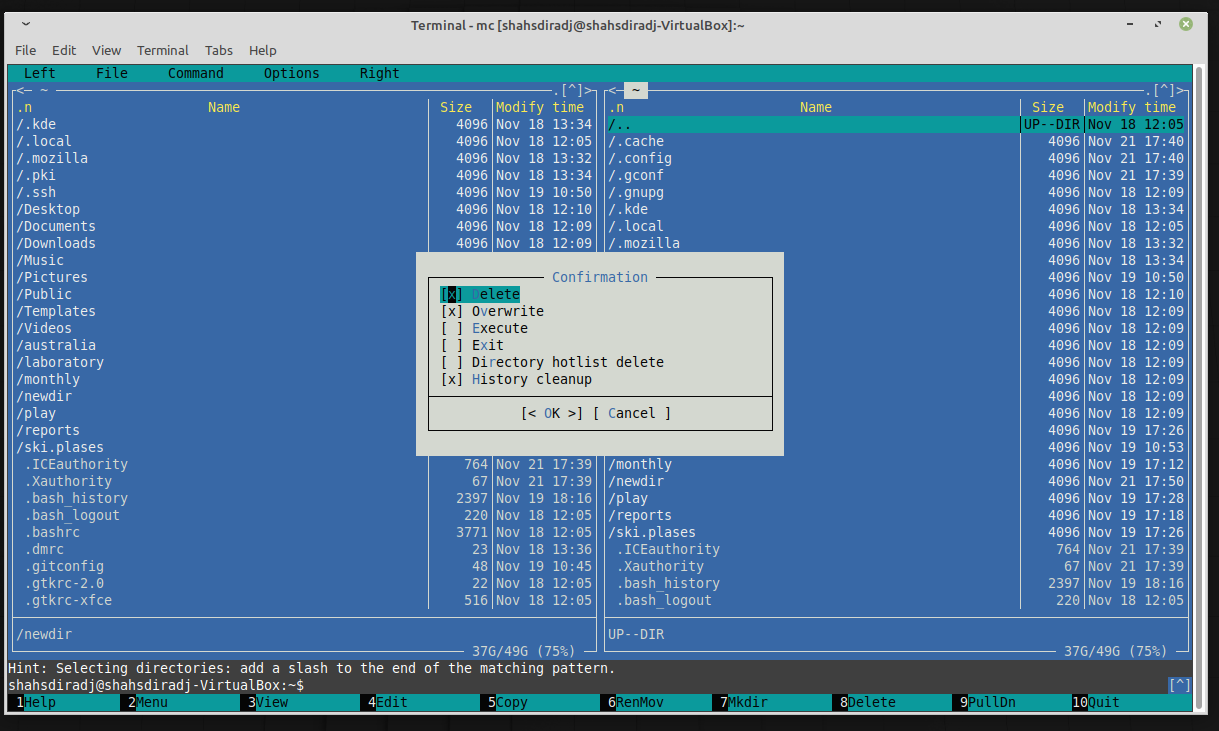 Terminal - mc [shahsdiradj@shahsdiradj-VirtualBox]:~
File Edit View Terminal Tabs Help
Left File Command Options Right
<─ ~ .[^]>
.n Name Size Modify time
/.kde 4096 Nov 18 13:34
/.local 4096 Nov 18 12:05
/.mozilla 4096 Nov 18 13:32
/.pki 4096 Nov 18 13:34
/.ssh 4096 Nov 19 10:50
/Desktop 4096 Nov 18 12:10
/Documents 4096 Nov 18 12:09
/Downloads 4096 Nov 18 12:09
/Music
/Pictures
/Public
/Templates
/Videos
/australia
/laboratory
/monthly
/newdir
/play
/reports
/ski.plases
.ICEauthority 764 Nov 21 17:39
.Xauthority 67 Nov 21 17:39
.bash_history 2397 Nov 19 18:16
.bash_logout 220 Nov 18 12:05
.bashrc 3771 Nov 18 12:05
.dmrc 23 Nov 18 13:36
.gitconfig 48 Nov 19 10:45
.gtkrc-2.0 22 Nov 18 12:05
.gtkrc-xfce 516 Nov 18 12:05
/newdir
37G/49G (75%)
<─ ~ .[^]>
.n Name Size Modify time
/.. UP--DIR Nov 18 12:05
/.cache 4096 Nov 21 17:40
/.config 4096 Nov 21 17:40
/.gconf 4096 Nov 21 17:39
/.gnupg 4096 Nov 18 12:09
/.kde 4096 Nov 18 13:34
/.local 4096 Nov 18 12:05
/.mozilla 4096 Nov 18 13:32
4096 Nov 18 13:34
4096 Nov 19 10:50
4096 Nov 18 12:10
4096 Nov 18 12:09
4096 Nov 18 12:09
4096 Nov 18 12:09
4096 Nov 18 12:09
4096 Nov 18 12:09
4096 Nov 18 12:09
4096 Nov 18 12:09
4096 Nov 19 17:26
4096 Nov 19 10:53
/monthly 4096 Nov 19 17:12
/newdir 4096 Nov 21 17:50
/play 4096 Nov 19 17:28
/reports 4096 Nov 19 17:18
/ski.plases 4096 Nov 19 17:26
.ICEauthority 764 Nov 21 17:39
.Xauthority 67 Nov 21 17:39
.bash_history 2397 Nov 19 18:16
.bash_logout 220 Nov 18 12:05
UP--DIR
37G/49G (75%)
Confirmation
[x] Delete
[x] Overwrite
[ ] Execute
[ ] Exit
[ ] Directory hotlist delete
[x] History cleanup
[< OK >] [ Cancel ]
Hint: Selecting directories: add a slash to the end of the matching pattern.
shahsdiradj@shahsdiradj-VirtualBox:~$ [^]
1Help 2Menu 3View 4Edit 5Copy 6RenMov 7Mkdir 8Delete 9PullDn 10Quit